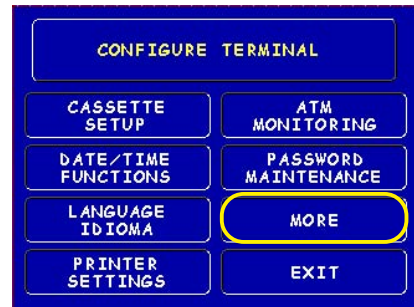 CONFIGURE TERMINAL
CASSETTE
SETUP
ATM
MONITORING
DATE/TIME
FUNCTIONS
PASSWORD
MAINTENANCE
LANGUAGE
IDIOMA
MORE
PRINTER
SETTINGS
EXIT